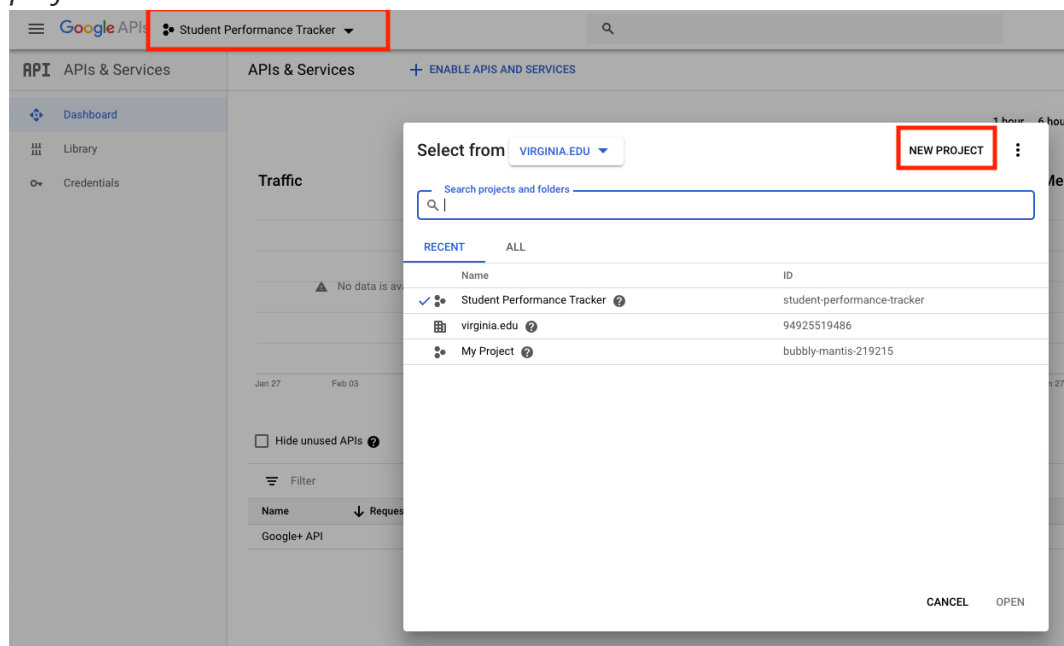 Google APIs Student Performance Tracker
API APIs & Services APIs & Services + ENABLE APIS AND SERVICES
Dashboard
1 hour 6 hou
Library
Select from VIRGINIA.EDU NEW PROJECT
Credentials
Traffic
Search projects and folders
RECENT ALL
Name ID
No data is av
Student Performance Tracker student-performance-tracker
virginia.edu 94925519486
My Project bubbly-mantis-219215
Jan 27 Feb 03
Hide unused APIs
Filter
Name Reques
Google+ API
CANCEL OPEN